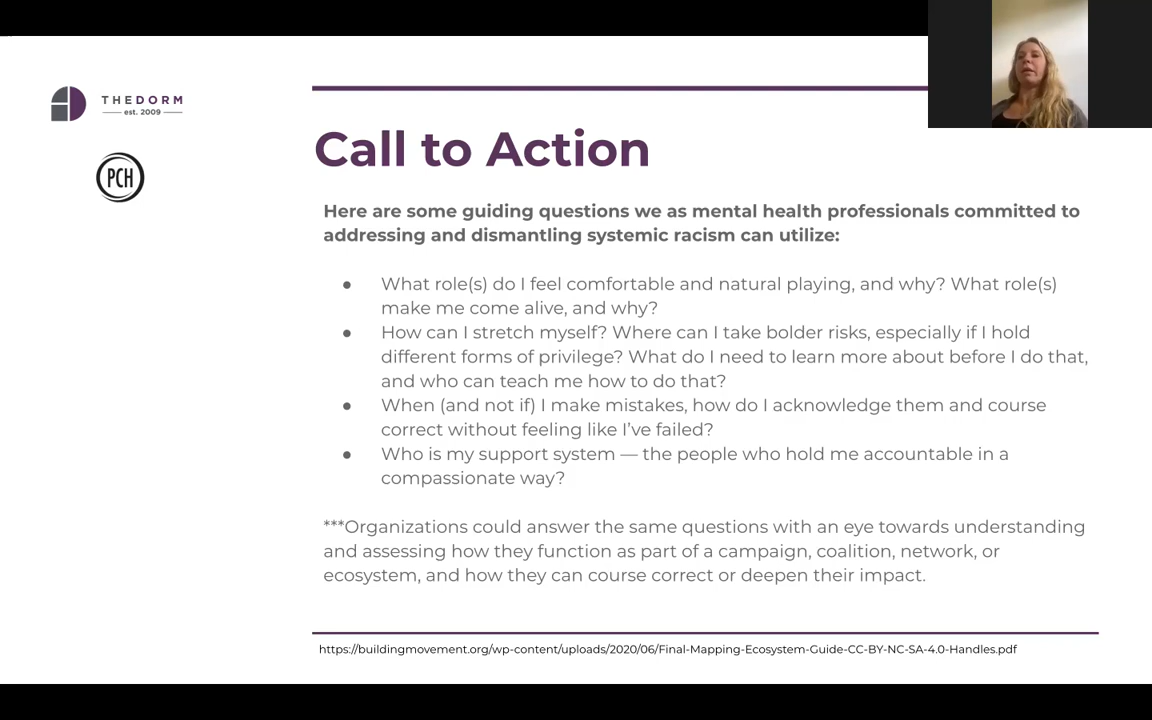 THEDORM
est. 2009
PCH
Call to Action
Here are some guiding questions we as mental health professionals committed to
addressing and dismantling systemic racism can utilize:
● What role(s) do I feel comfortable and natural playing, and why? What role(s)
make me come alive, and why?
● How can I stretch myself? Where can I take bolder risks, especially if I hold
different forms of privilege? What do I need to learn more about before I do that,
and who can teach me how to do that?
● When (and not if) I make mistakes, how do I acknowledge them and course
correct without feeling like I’ve failed?
● Who is my support system — the people who hold me accountable in a
compassionate way?
***Organizations could answer the same questions with an eye towards understanding
and assessing how they function as part of a campaign, coalition, network, or
ecosystem, and how they can course correct or deepen their impact.
https://buildingmovement.org/wp-content/uploads/2020/06/Final-Mapping-Ecosystem-Guide-CC-BY-NC-SA-4.0-Handles.pdf